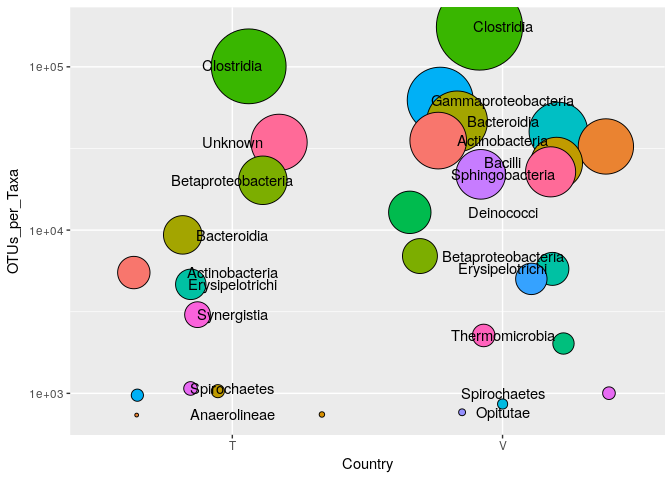 Clostridia
Clostridia
1e+05
Gammaproteobacteria
Bacteroidia
Unknown
Actinobacteria
Bacilli
Betaproteobacteria
Sphingobacteria
Deinococci
OTUs_per_Taxa
1e+04
Bacteroidia
Betaproteobacteria
Actinobacteria
Erysipelotrichi
Erysipelotrichi
Synergistia
Thermomicrobia
1e+03
Spirochaetes
Spirochaetes
Anaerolineae
Opitutae
T
V
Country